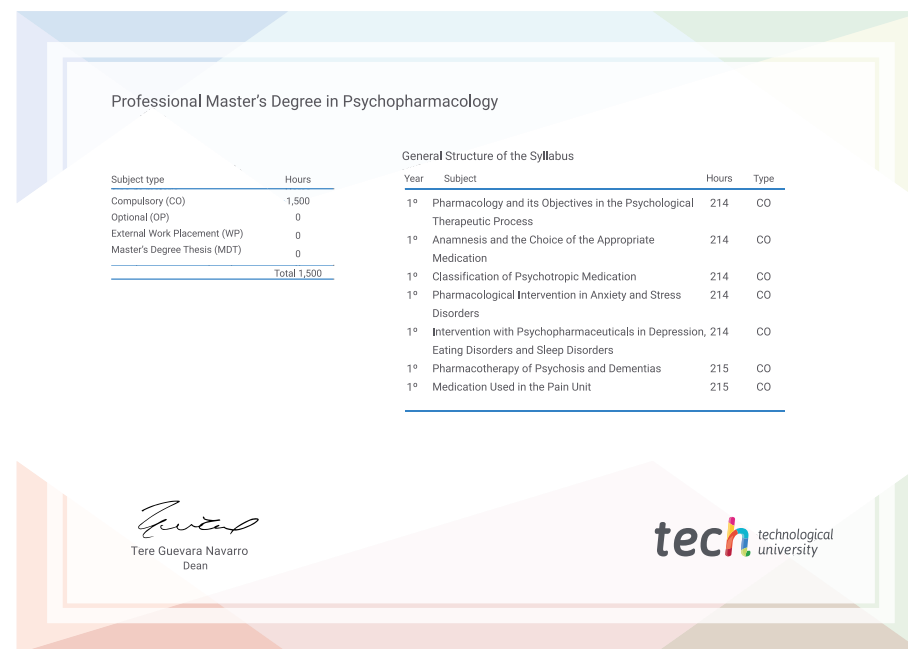 Professional Master's Degree in Psychopharmacology
Subject type Hours
Compulsory (CO) 1,500
Optional (OP) 0
External Work Placement (WP) 0
Master's Degree Thesis (MDT) 0
Total 1,500
General Structure of the Syllabus
Year Subject Hours Type
1º Pharmacology and its Objectives in the Psychological 214 CO
Therapeutic Process
1º Anamnesis and the Choice of the Appropriate 214 CO
Medication
1º Classification of Psychotropic Medication 214 CO
1º Pharmacological Intervention in Anxiety and Stress 214 CO
Disorders
1º Intervention with Psychopharmaceuticals in Depression, 214 CO
Eating Disorders and Sleep Disorders
1º Pharmacotherapy of Psychosis and Dementias 215 CO
1º Medication Used in the Pain Unit 215 CO
Tere Guevara Navarro
Dean
tech technological
university